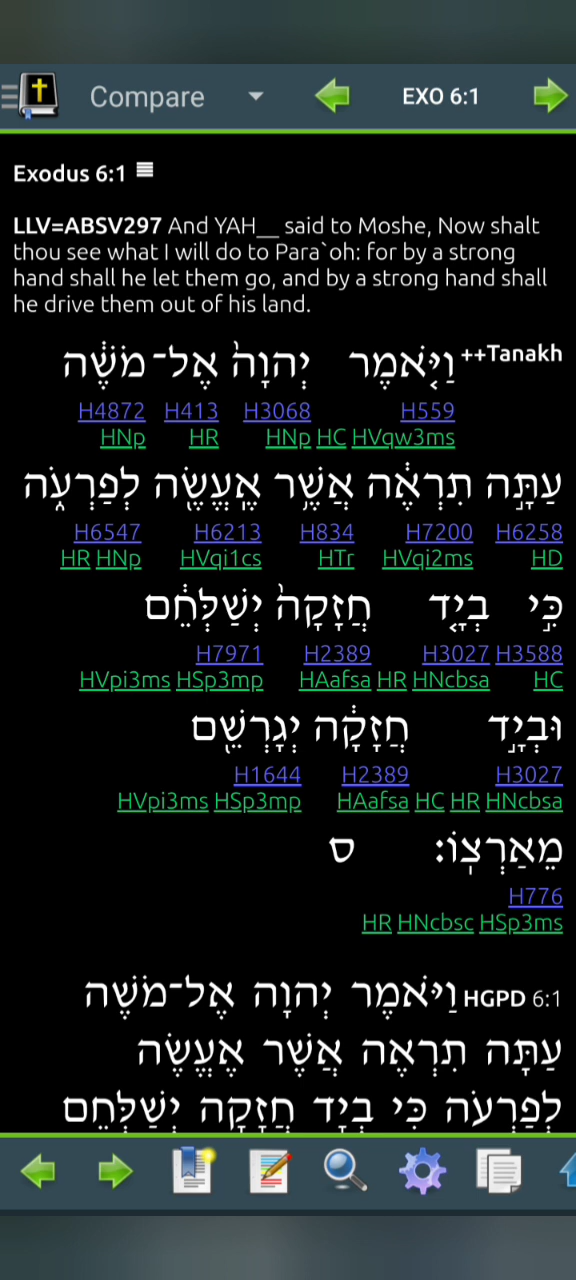 Compare
EXO 6:1
Exodus 6:1
LLV=ABSV297 And YAH__ said to Moshe, Now shalt
thou see what I will do to Para`oh: for by a strong
hand shall he let them go, and by a strong hand shall
he drive them out of his land.
++Tanakh וַיֹּ֤אמֶר יְהוָה֙ אֶל־ מֹשֶׁ֔ה
H4872 H413 H3068 H559
HNp HR HNp HC HVqw3ms
עַתָּ֣ה תִרְאֶ֔ה אֲשֶׁ֥ר אֶֽעֱשֶׂ֖ה לְפַרְעֹ֑ה
H6547 H6213 H834 H7200 H6258
HR HNp HVqi1cs HTr HVqi2ms HD
כִּ֣י בְיָ֤ד חֲזָקָה֙ יְשַׁלְּחֵ֔ם
H7971 H2389 H3027 H3588
HVpi3ms HSp3mp HAafsa HR HNcbsa HC
וּבְיָ֣ד חֲזָקָ֔ה יְגָרְשֵׁ֖ם
H1644 H2389 H3027
HVpi3ms HSp3mp HAafsa HC HR HNcbsa
מֵאַרְצֽוֹ׃ ס
H776
HR HNcbsc HSp3ms
HGPD 6:1 וַיֹּאמֶר יְהוָה אֶל־מֹשֶׁה
עַתָּה תִרְאֶה אֲשֶׁר אֶעֱשֶׂה
לְפַרְעֹה כִּי בְיָד חֲזָקָה יְשַׁלְּחֵם